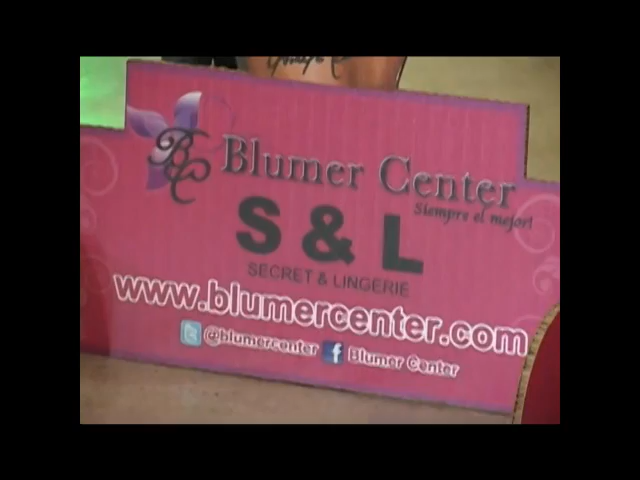 BC Blumer Center
Siempre el mejor!
S & L
SECRET & LINGERIE
www.blumercenter.com
@blumercenter f Blumer Center